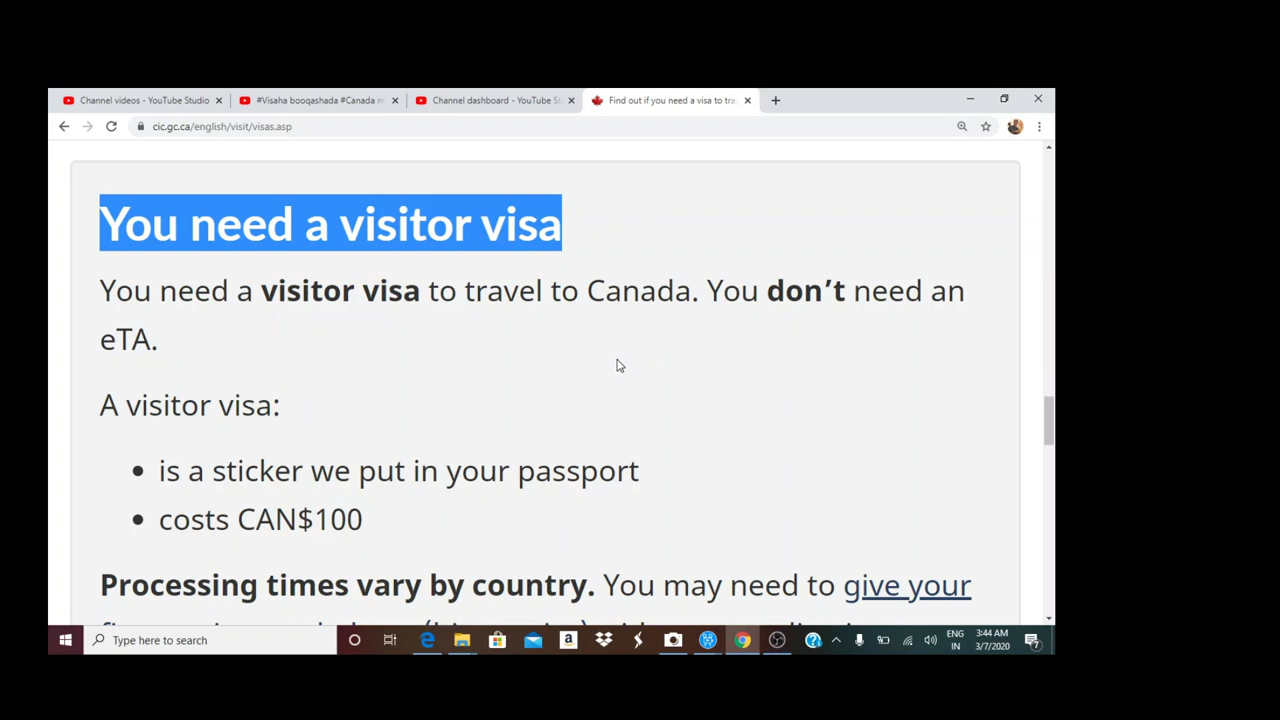 Channel videos - YouTube Studio
#Visaha booqashada #Canada m
Channel dashboard - YouTube St
Find out if you need a visa to tra
cic.gc.ca/english/visit/visas.asp
You need a visitor visa
You need a visitor visa to travel to Canada. You don’t need an
eTA.
A visitor visa:
• is a sticker we put in your passport
• costs CAN$100
Processing times vary by country. You may need to give your
Type here to search
ENG
IN
3:44 AM
3/7/2020
7